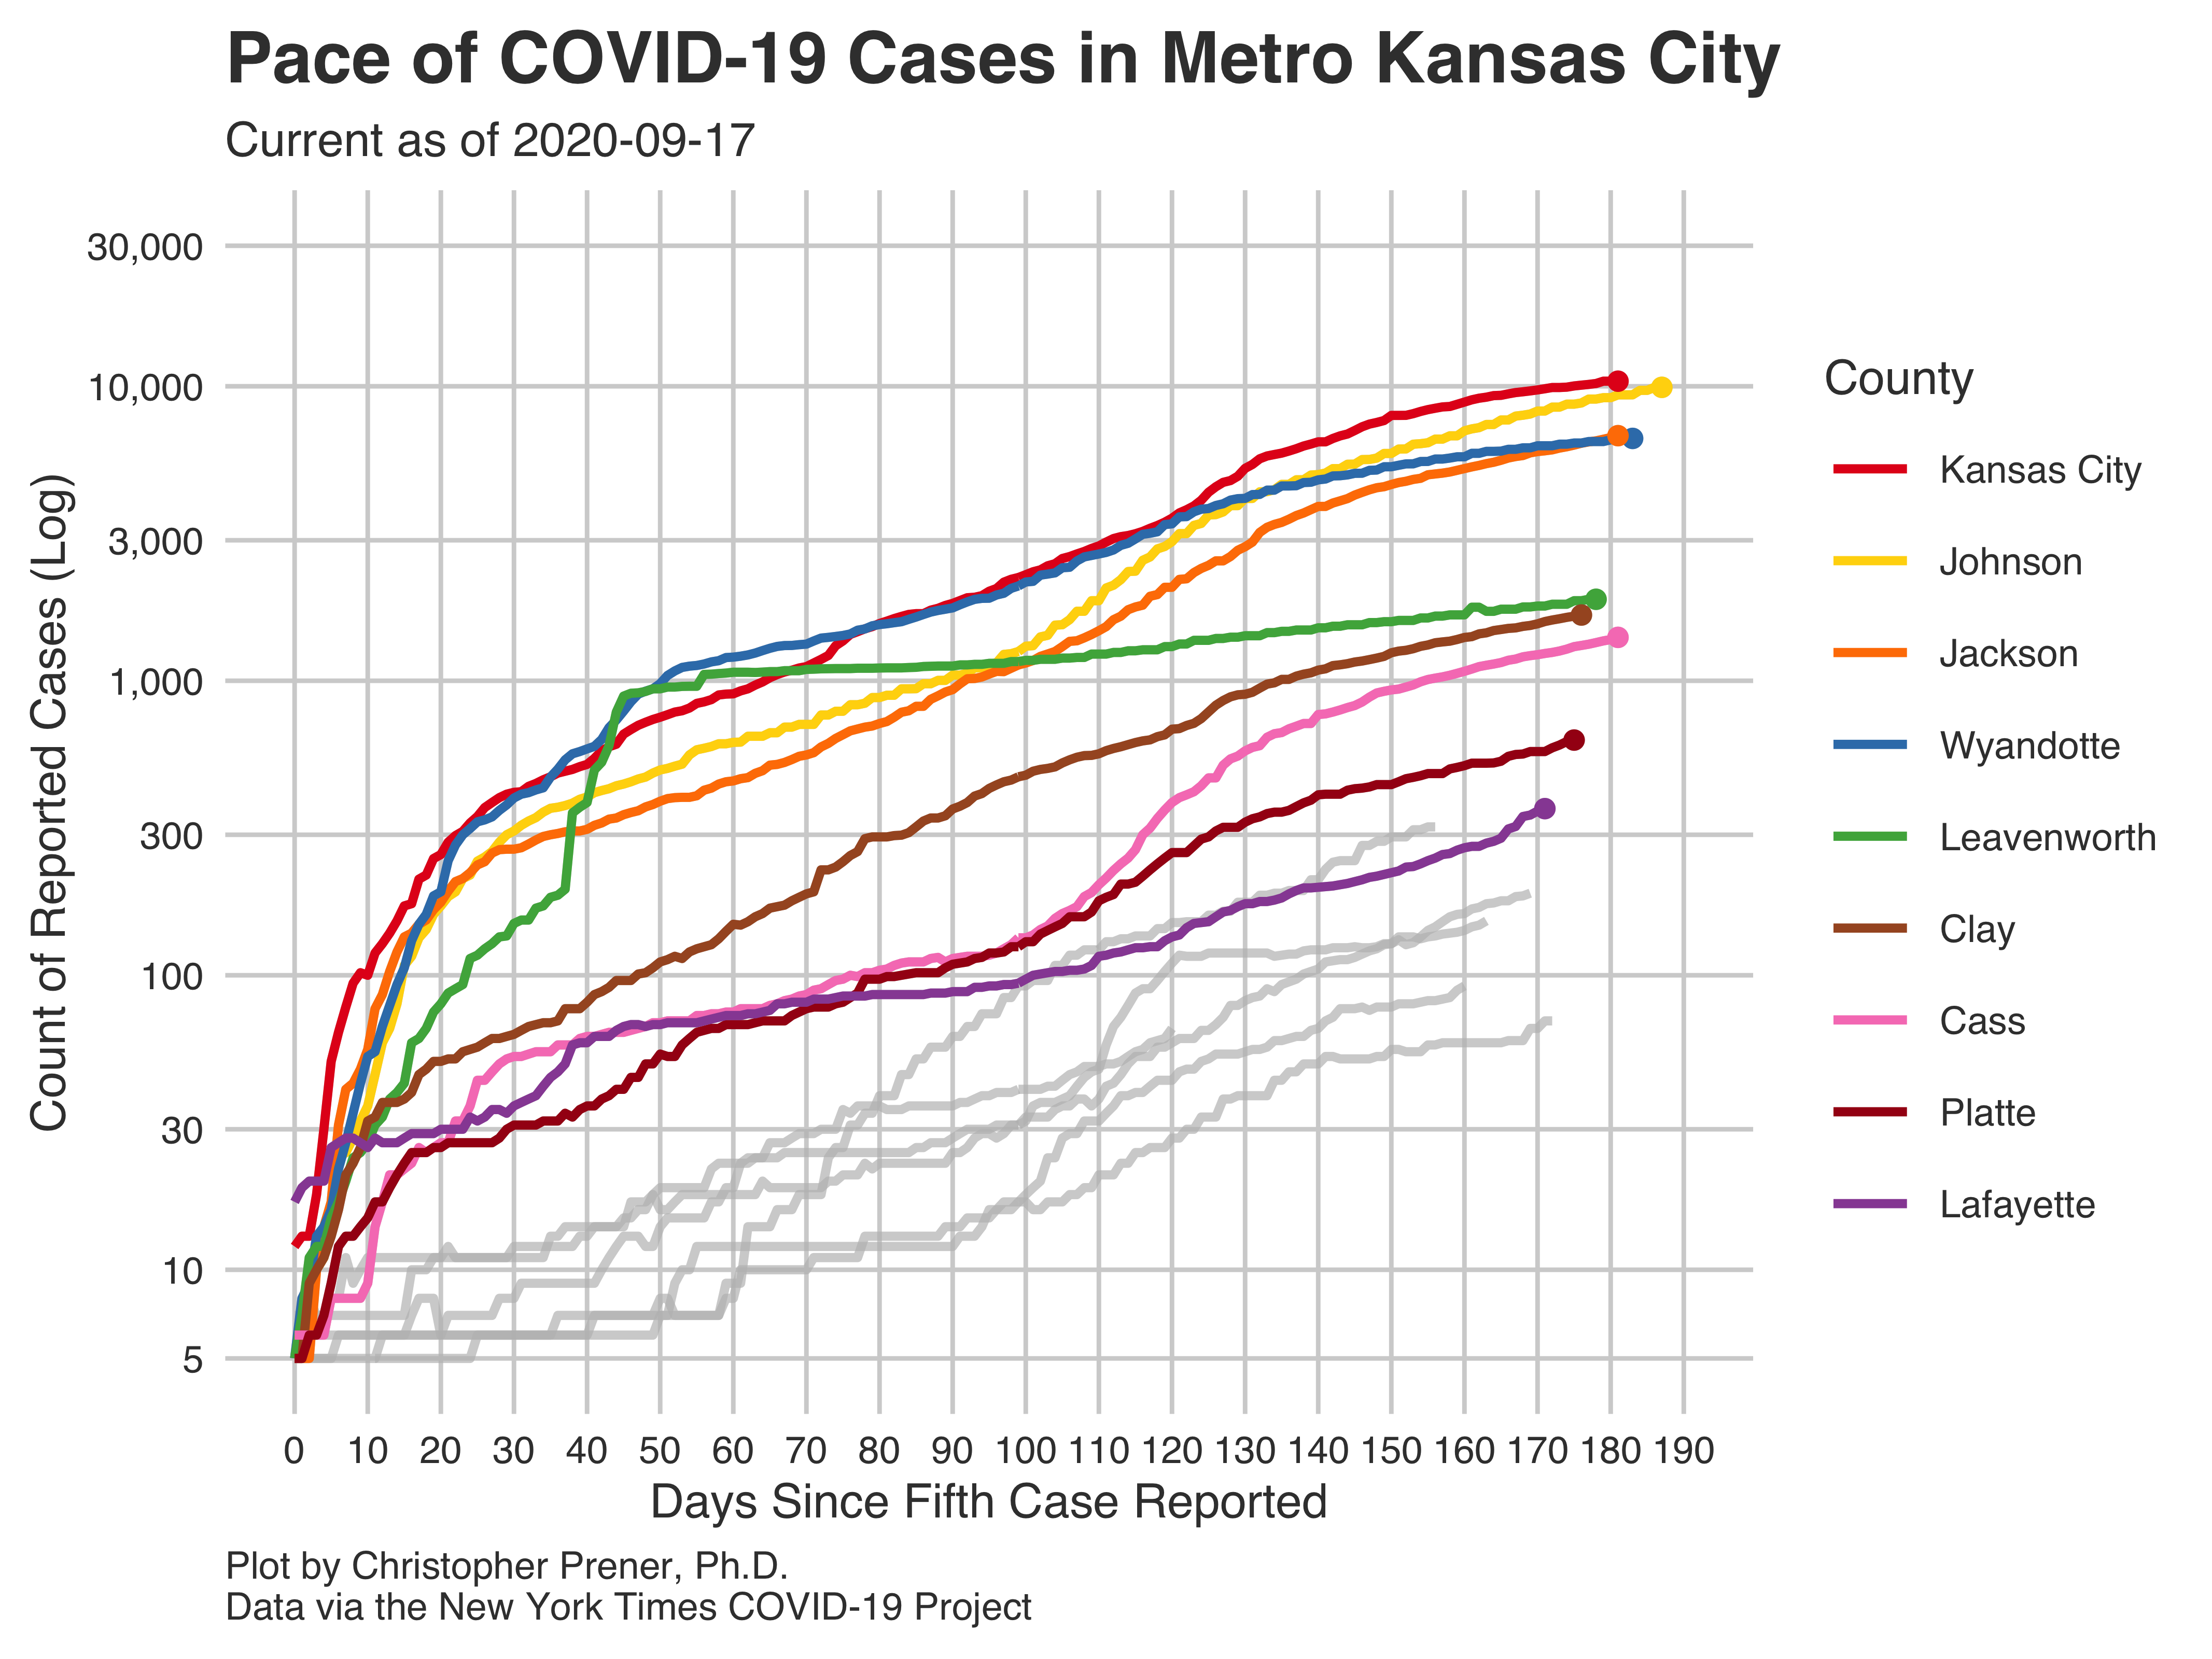 Pace of COVID-19 Cases in Metro Kansas City
Current as of 2020-09-17
Count of Reported Cases (Log)
30,000
10,000
3,000
1,000
300
100
30
10
5
0 10 20 30 40 50 60 70 80 90 100 110 120 130 140 150 160 170 180 190
Days Since Fifth Case Reported
County
Kansas City
Johnson
Jackson
Wyandotte
Leavenworth
Clay
Cass
Platte
Lafayette
Plot by Christopher Prener, Ph.D.
Data via the New York Times COVID-19 Project